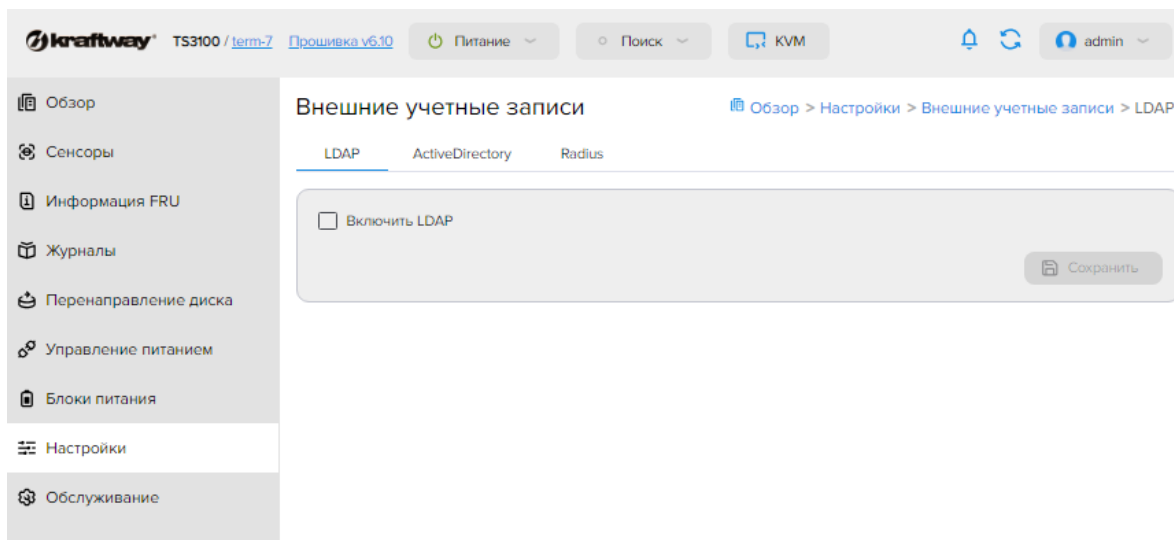 kraftway TS3100 / term-7 Прошивка v6.10 Питание Поиск KVM admin
Обзор
Сенсоры
Информация FRU
Журналы
Перенаправление диска
Управление питанием
Блоки питания
Настройки
Обслуживание
Внешние учетные записи
Обзор > Настройки > Внешние учетные записи > LDAP
LDAP ActiveDirectory Radius
Включить LDAP
Сохранить